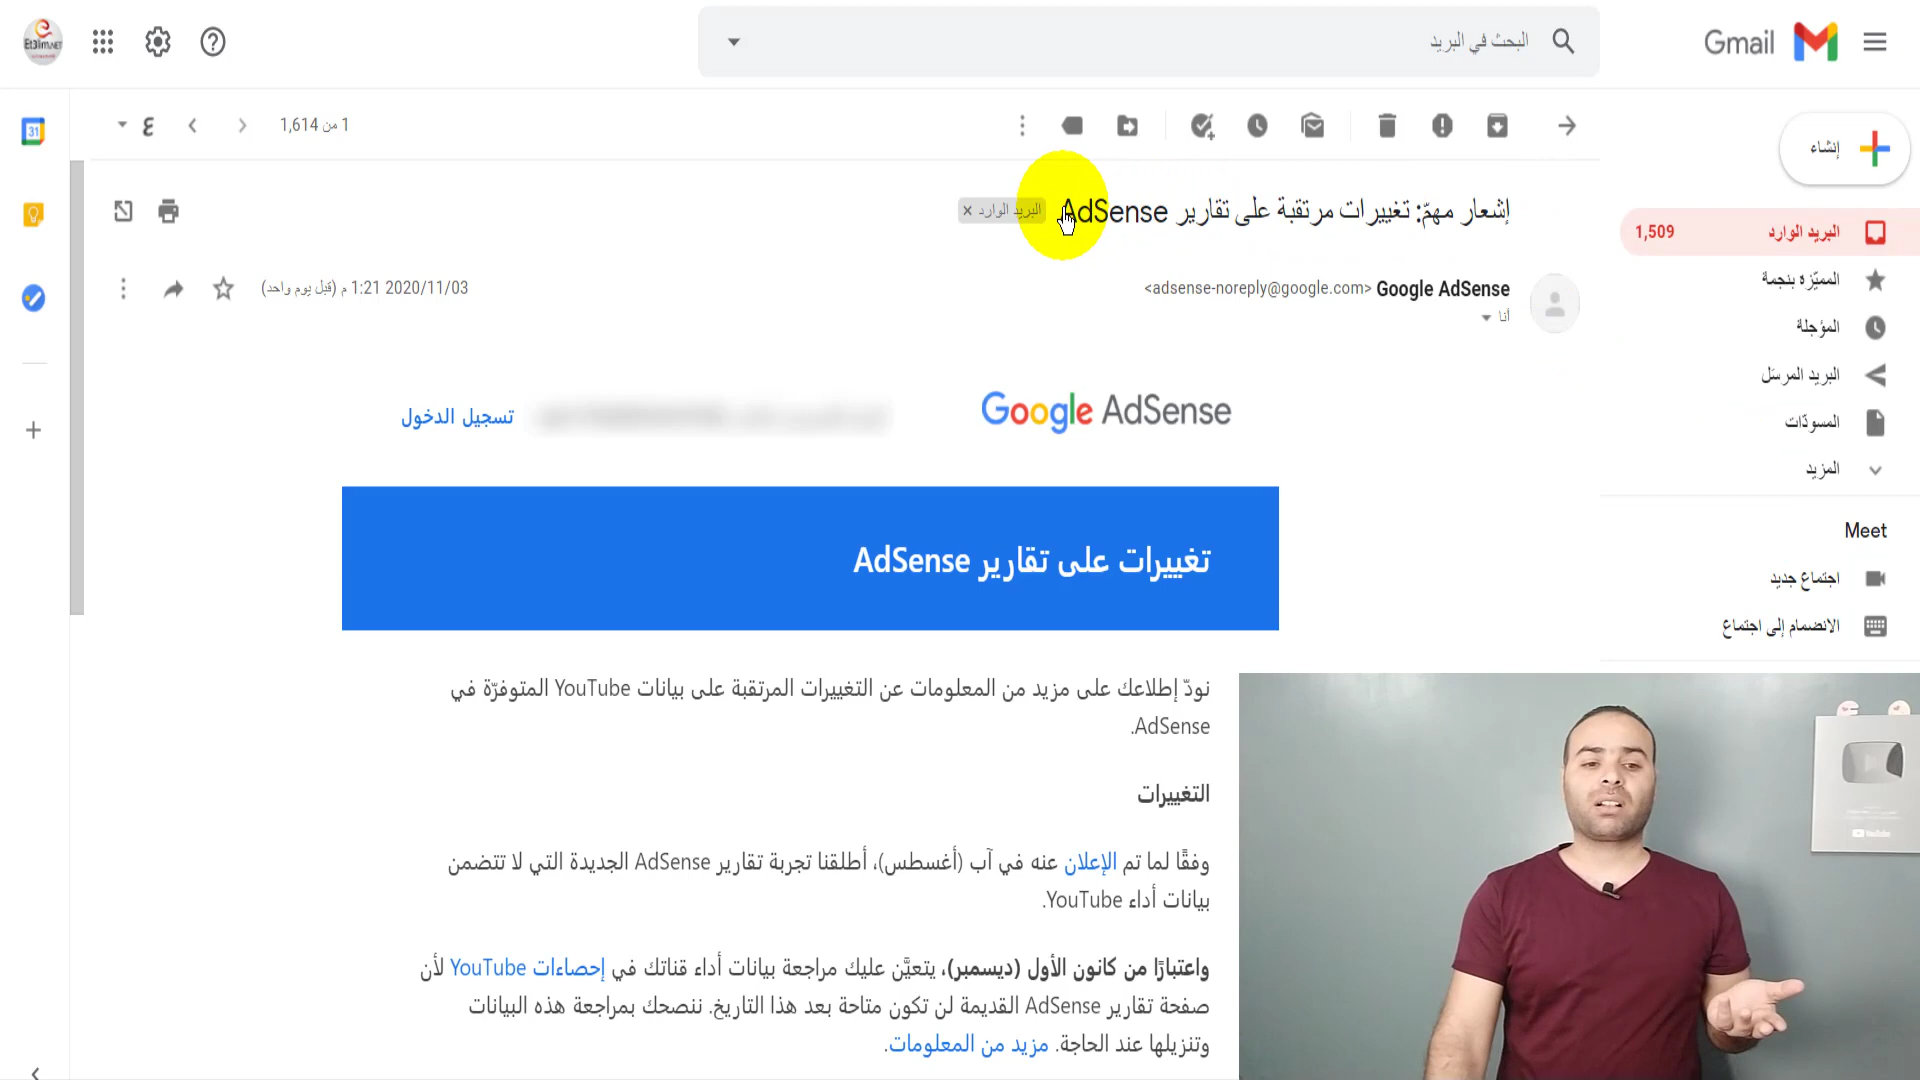 Gmail
البحث في البريد
Et3lim.NET
إنشاء
1 من 1,614
ع
البريد الوارد
1,509
المميّزة بنجمة
المؤجلة
البريد المرسَل
المسودّات
المزيد
Meet
اجتماع جديد
الانضمام إلى اجتماع
إشعار مهمّ: تغييرات مرتقبة على تقارير AdSense
البريد الوارد ×
Google AdSense <adsense-noreply@google.com>
2020/11/03 1:21 م (قبل يوم واحد)
أنا
31
Google AdSense
تسجيل الدخول
تغييرات على تقارير AdSense
نودّ إطلاعك على مزيد من المعلومات عن التغييرات المرتقبة على بيانات YouTube المتوفرّة في
AdSense.
التغييرات
وفقًا لما تم الإعلان عنه في آب (أغسطس)، أطلقنا تجربة تقارير AdSense الجديدة التي لا تتضمن
بيانات أداء YouTube.
واعتبارًا من كانون الأول (ديسمبر)، يتعيَّن عليك مراجعة بيانات أداء قناتك في إحصاءات YouTube لأن
صفحة تقارير AdSense القديمة لن تكون متاحة بعد هذا التاريخ. ننصحك بمراجعة هذه البيانات
وتنزيلها عند الحاجة. مزيد من المعلومات.
YouTube